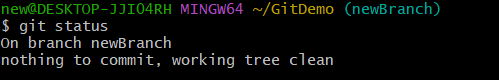 new@DESKTOP-JJIO4RH MINGW64 ~/GitDemo (newBranch)
$ git status
On branch newBranch
nothing to commit, working tree clean